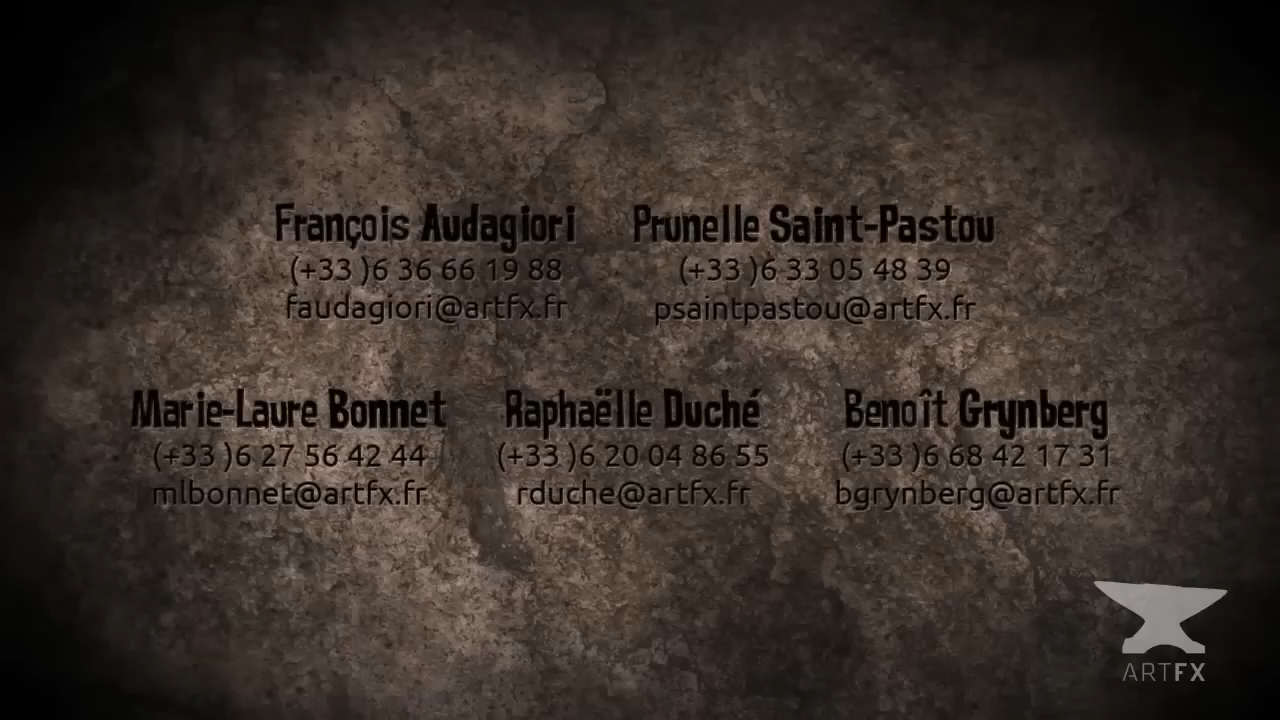 François Audagiori
(+33 )6 36 66 19 88
faudagiori@artfx.fr
Prunelle Saint-Pastou
(+33 )6 33 05 48 39
psaintpastou@artfx.fr
Marie-Laure Bonnet
(+33 )6 27 56 42 44
mlbonnet@artfx.fr
Raphaëlle Duché
(+33 )6 20 04 86 55
rduche@artfx.fr
Benoît Grynberg
(+33 )6 68 42 17 31
bgrynberg@artfx.fr
ARTFX